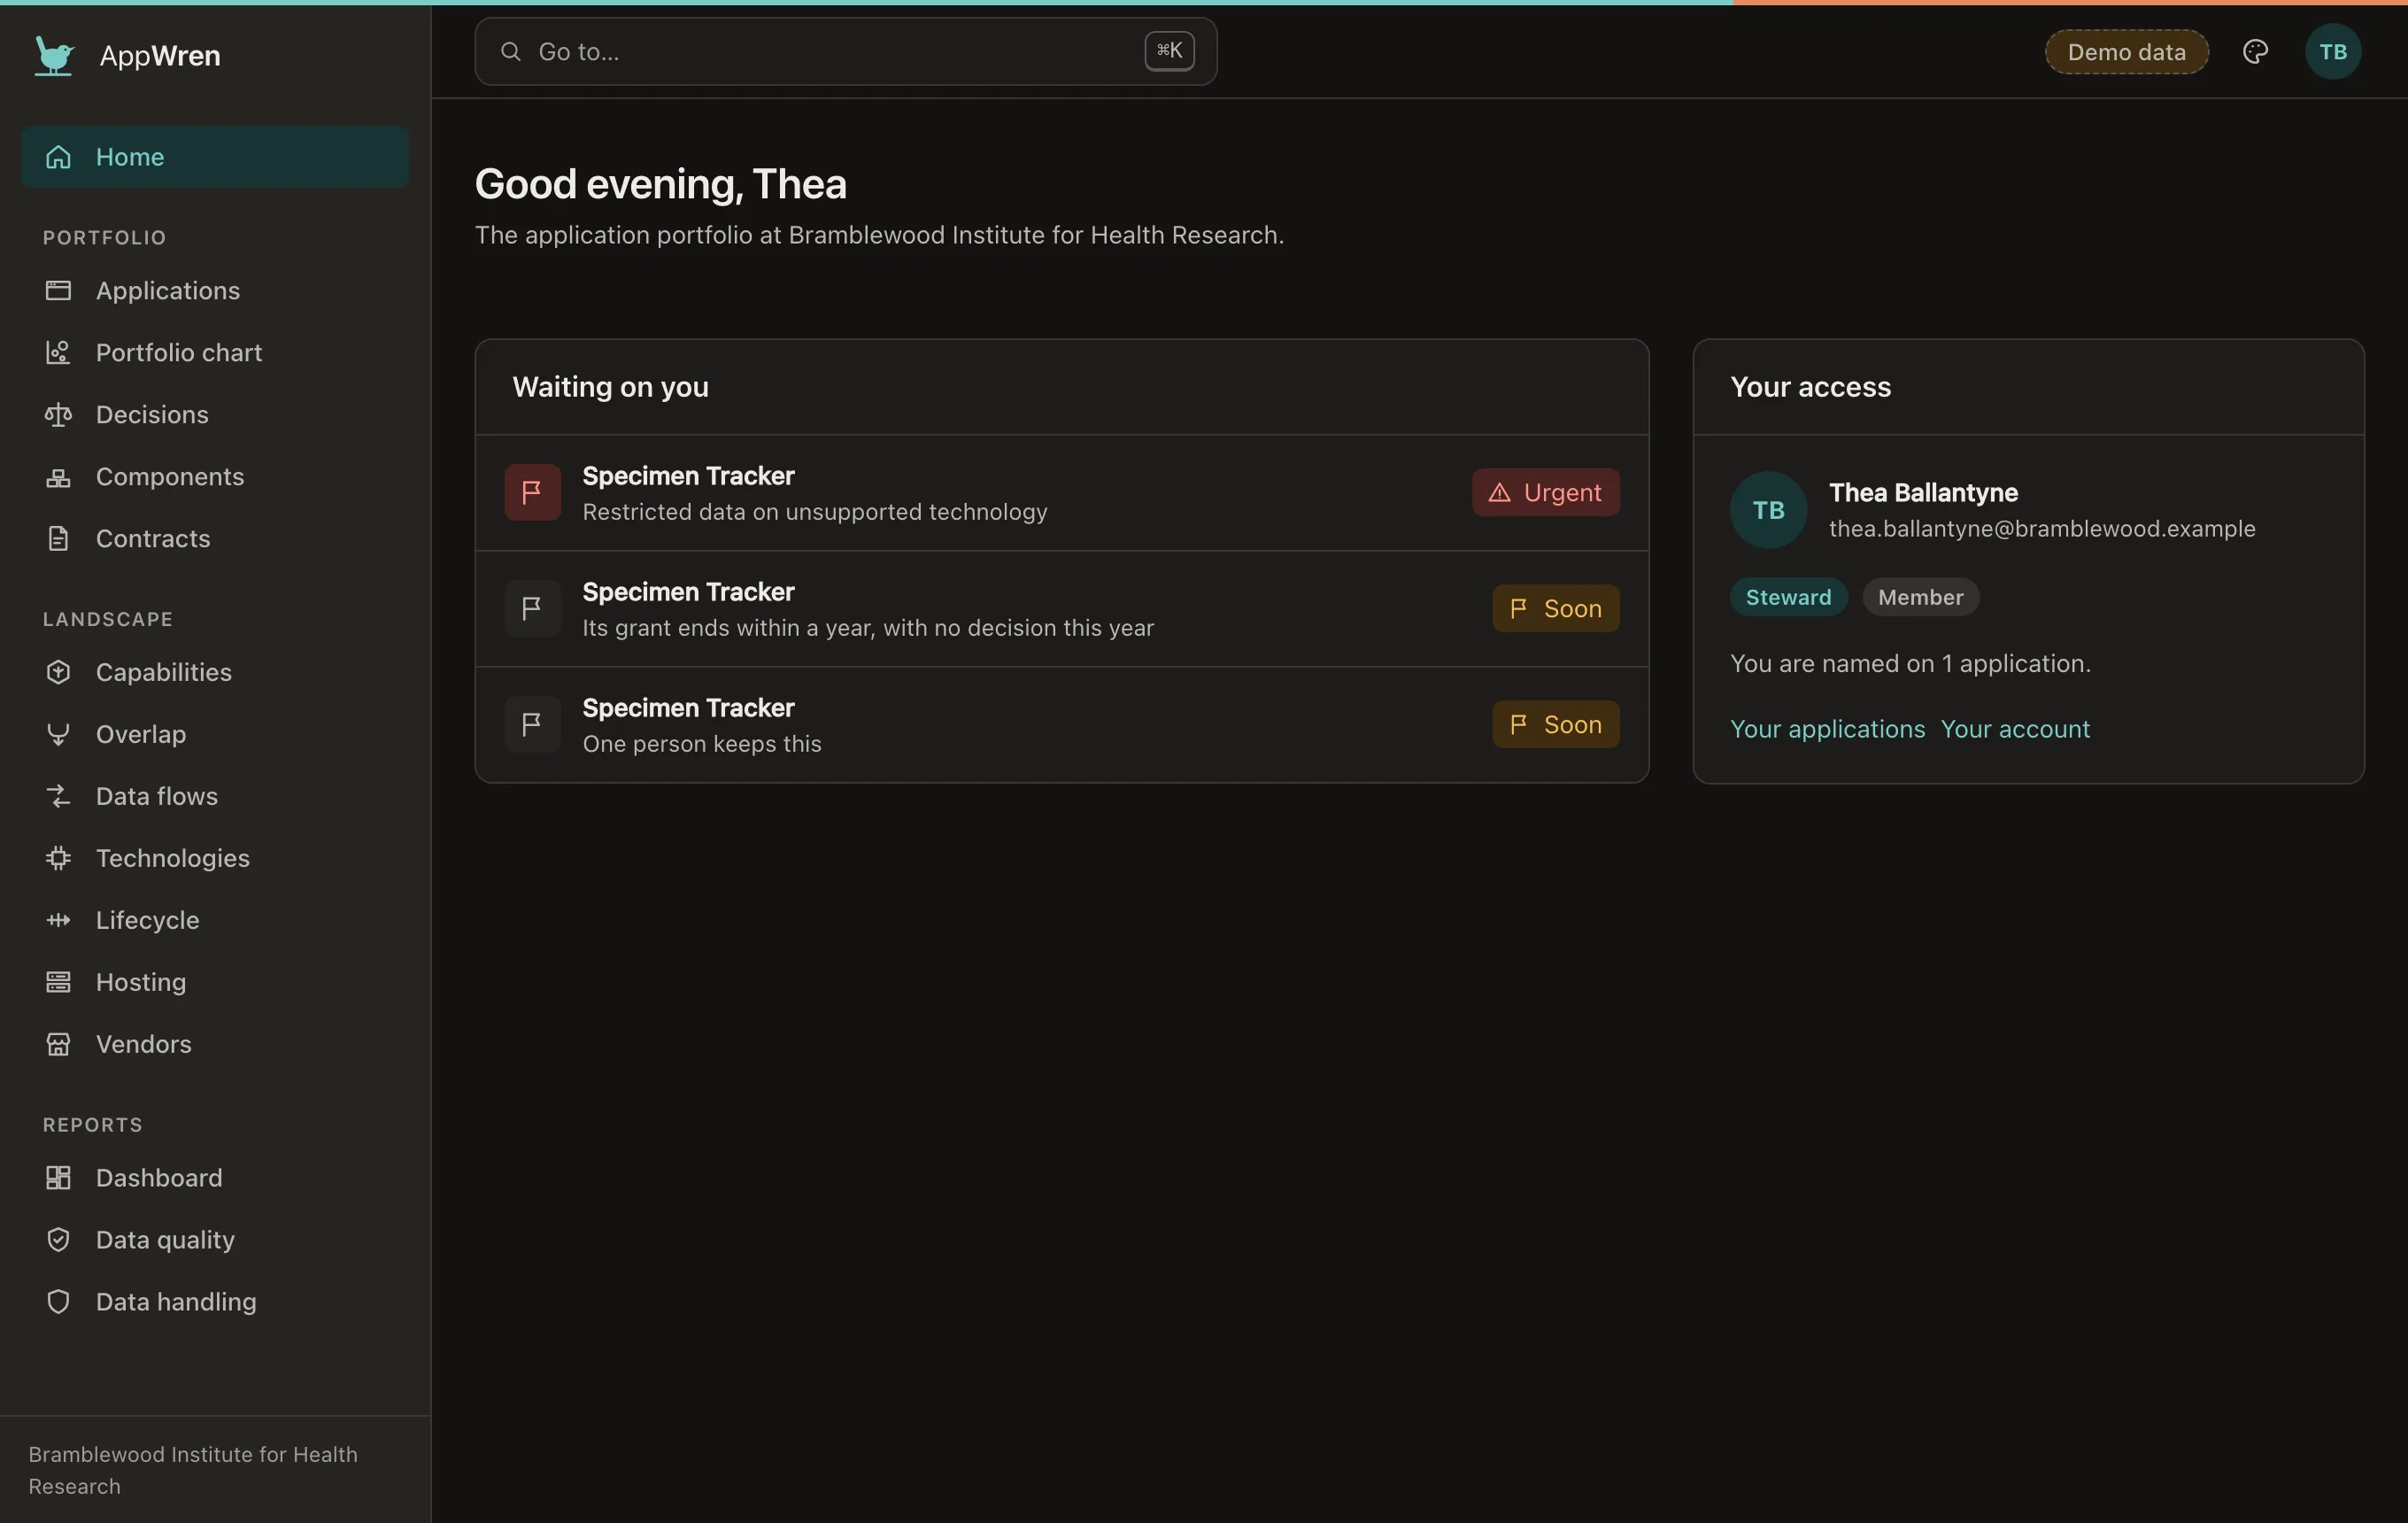 AppWren
Go to...
⌘K
Demo data
TB
Home
PORTFOLIO
Applications
Portfolio chart
Decisions
Components
Contracts
LANDSCAPE
Capabilities
Overlap
Data flows
Technologies
Lifecycle
Hosting
Vendors
REPORTS
Dashboard
Data quality
Data handling
Bramblewood Institute for Health
Research
Good evening, Thea
The application portfolio at Bramblewood Institute for Health Research.
Waiting on you
Specimen Tracker
Restricted data on unsupported technology
Urgent
Specimen Tracker
Its grant ends within a year, with no decision this year
Soon
Specimen Tracker
One person keeps this
Soon
Your access
TB
Thea Ballantyne
thea.ballantyne@bramblewood.example
Steward Member
You are named on 1 application.
Your applications Your account